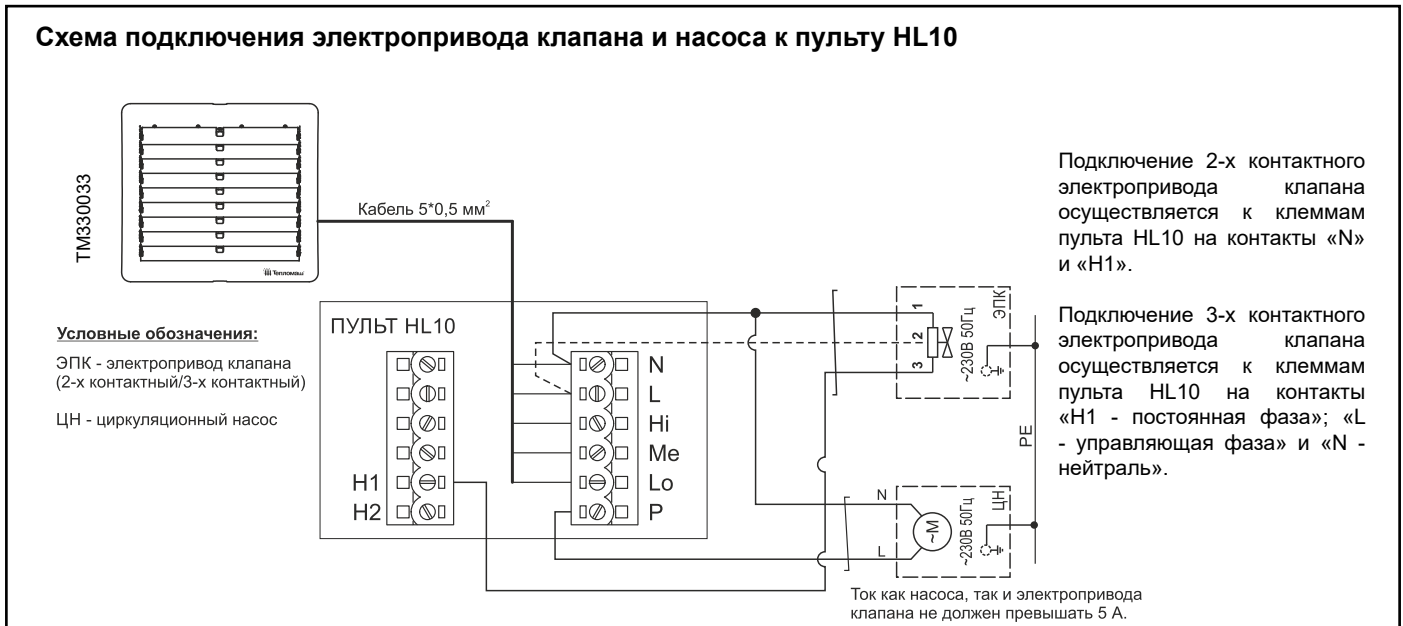 Схема подключения электропривода клапана и насоса к пульту HL10
ТМ330033
Тепломаш
Кабель 5*0,5 мм²
Условные обозначения:
ЭПК - электропривод клапана
(2-х контактный/3-х контактный)
ЦН - циркуляционный насос
ПУЛЬТ HL10
H1
H2
N
L
Hi
Me
Lo
P
1
2
3
~230В 50Гц
ЭПК
PE
N
L
~M
~230В 50Гц
ЦН
Ток как насоса, так и электропривода
клапана не должен превышать 5 А.
Подключение 2-х контактного
электропривода клапана
осуществляется к клеммам
пульта HL10 на контакты «N»
и «H1».
Подключение 3-х контактного
электропривода клапана
осуществляется к клеммам
пульта HL10 на контакты
«H1 - постоянная фаза»; «L
- управляющая фаза» и «N -
нейтраль».